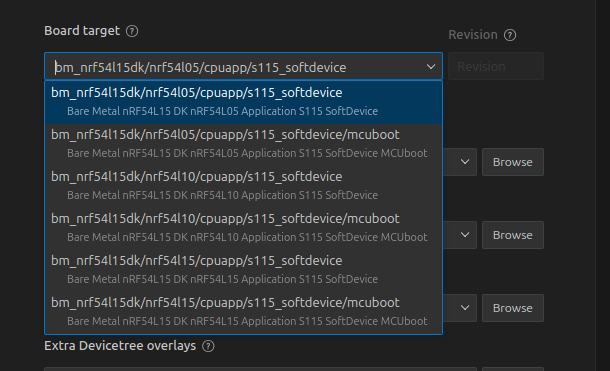 Board target
Revision
bm_nrf54l15dk/nrf54l05/cpuapp/s115_softdevice
Revision
bm_nrf54l15dk/nrf54l05/cpuapp/s115_softdevice
Bare Metal nRF54L15 DK nRF54L05 Application S115 SoftDevice
bm_nrf54l15dk/nrf54l05/cpuapp/s115_softdevice/mcuboot
Bare Metal nRF54L15 DK nRF54L05 Application S115 SoftDevice MCUboot
Browse
bm_nrf54l15dk/nrf54l10/cpuapp/s115_softdevice
Bare Metal nRF54L15 DK nRF54L10 Application S115 SoftDevice
bm_nrf54l15dk/nrf54l10/cpuapp/s115_softdevice/mcuboot
Bare Metal nRF54L15 DK nRF54L10 Application S115 SoftDevice MCUboot
Browse
bm_nrf54l15dk/nrf54l15/cpuapp/s115_softdevice
Bare Metal nRF54L15 DK nRF54L15 Application S115 SoftDevice
bm_nrf54l15dk/nrf54l15/cpuapp/s115_softdevice/mcuboot
Bare Metal nRF54L15 DK nRF54L15 Application S115 SoftDevice MCUboot
Browse
Extra Devicetree overlays